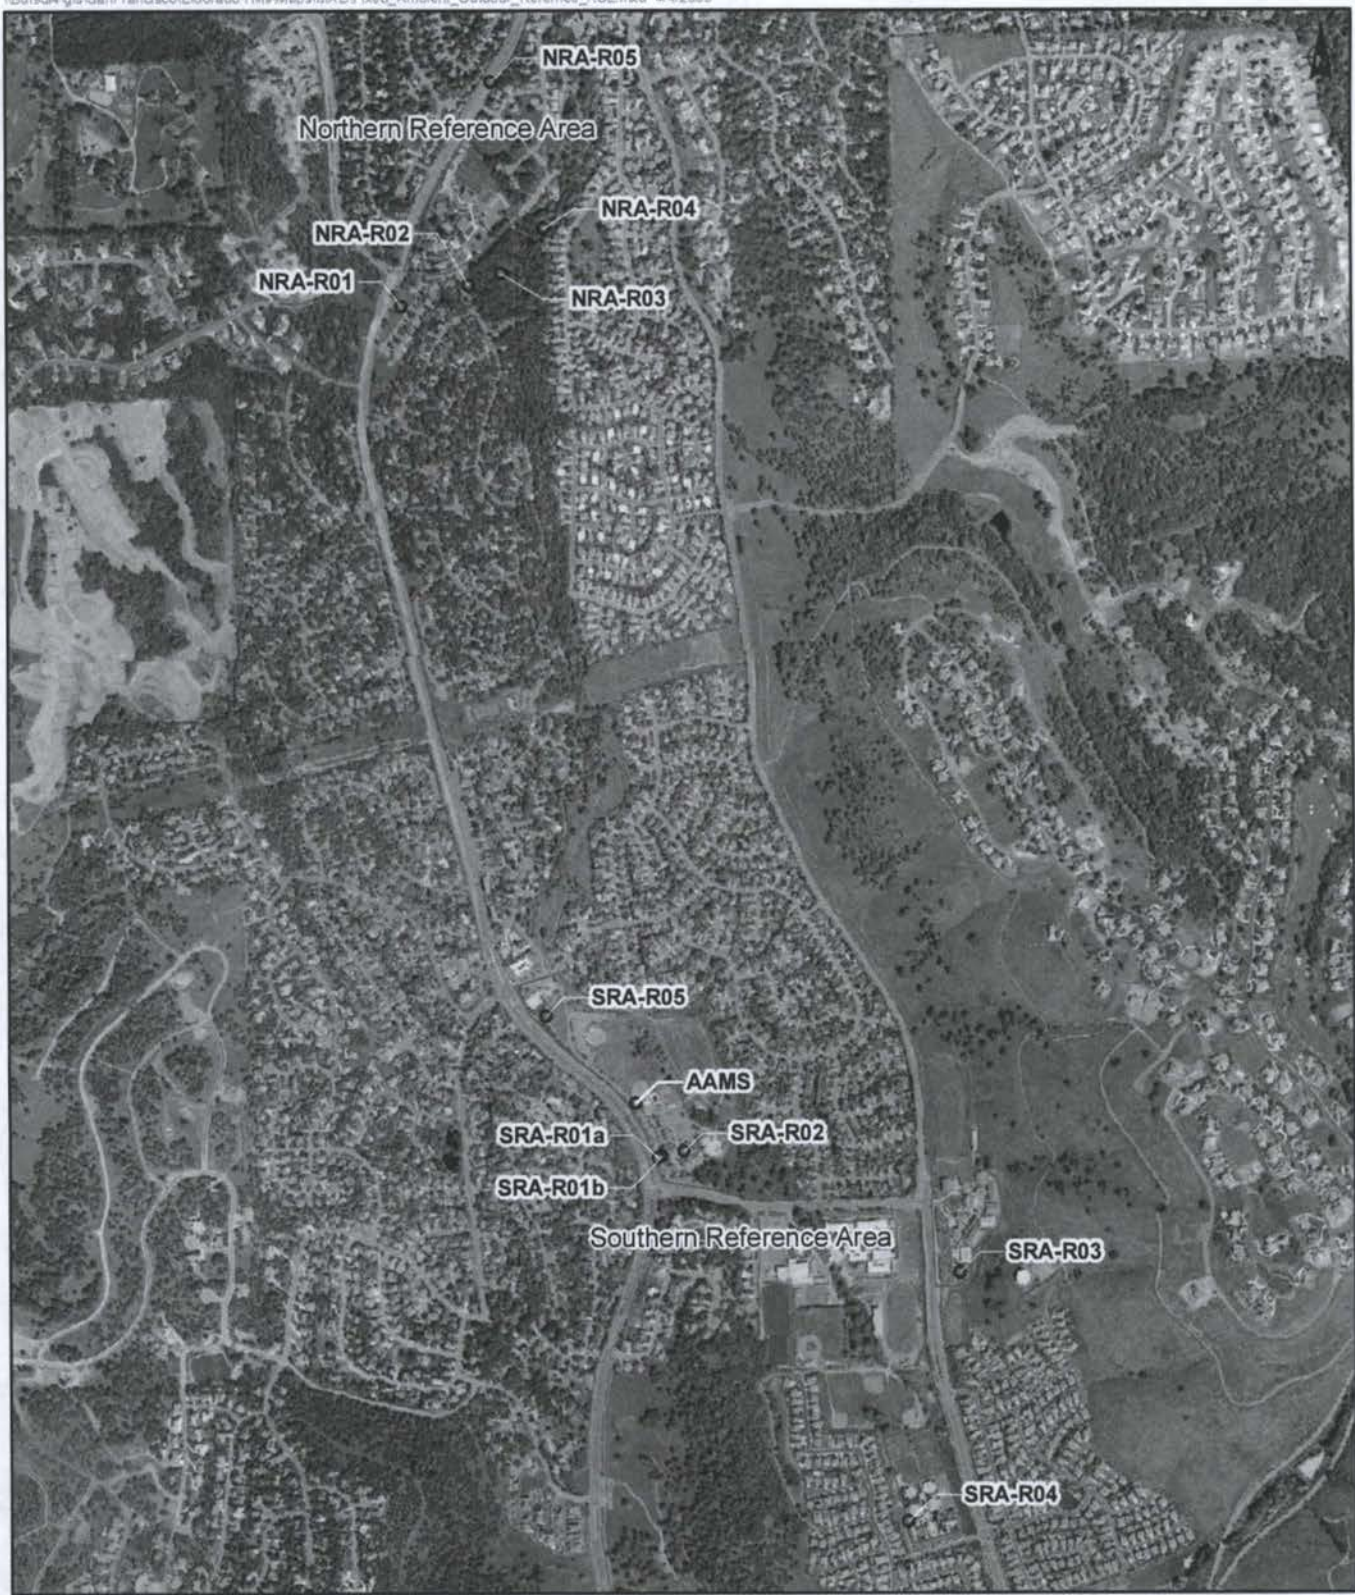 NRA-R05
Northern Reference Area
NRA-R04
NRA-R02
NRA-R01
NRA-R03
SRA-R05
AAMS
SRA-R01a
SRA-R02
SRA-R01b
Southern Reference Area
SRA-R03
SRA-R04